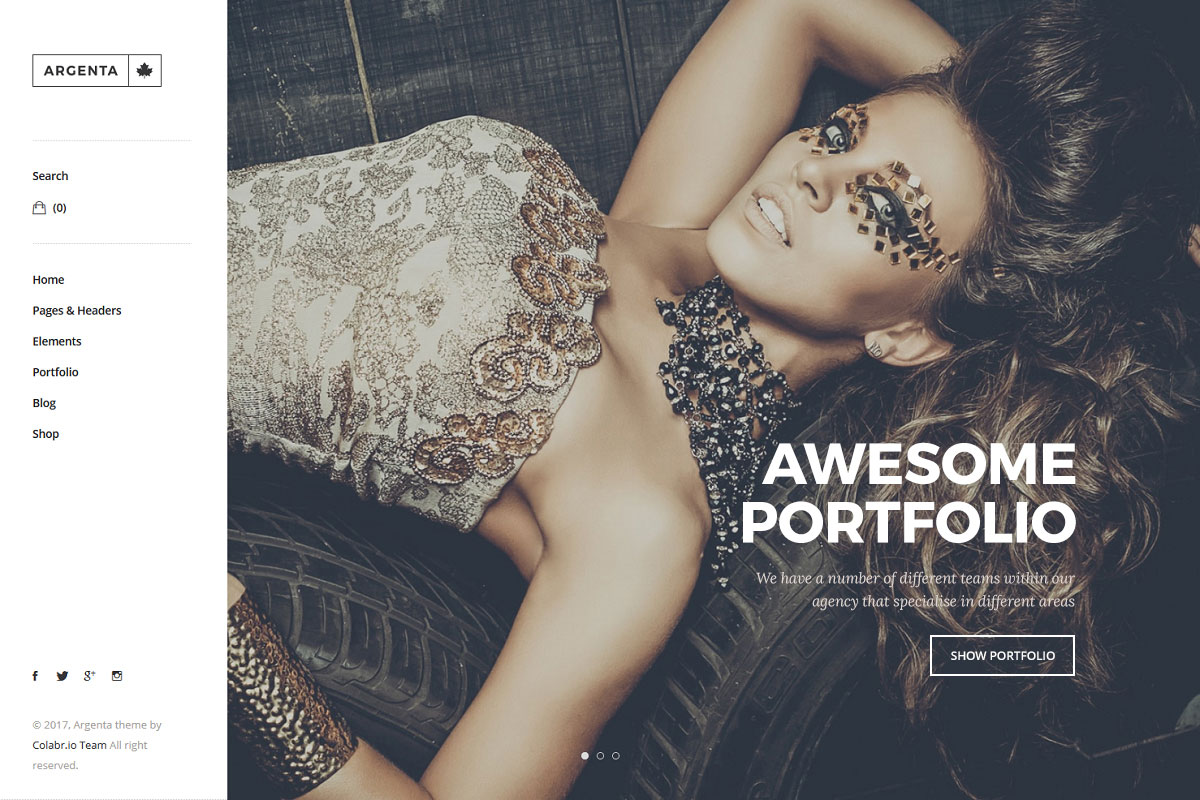 ARGENTA
Search
(0)
Home
Pages & Headers
Elements
Portfolio
Blog
Shop
AWESOME
PORTFOLIO
We have a number of different teams within our
agency that specialise in different areas
SHOW PORTFOLIO
© 2017, Argenta theme by
Colabr.io Team All right
reserved.